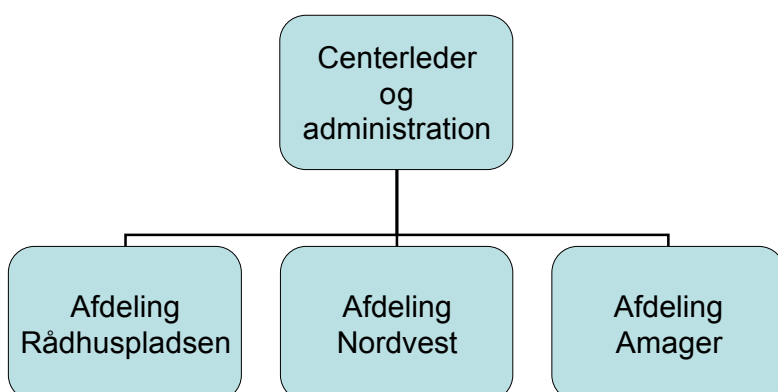 Centerleder
og
administration
Afdeling
Rådhuspladsen
Afdeling
Nordvest
Afdeling
Amager